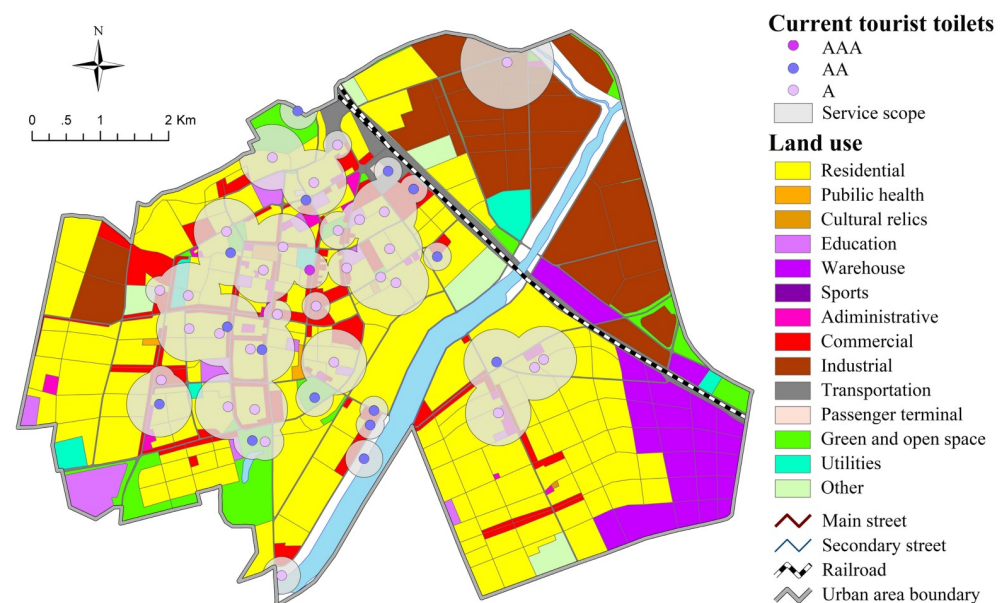 N
0 .5 1 2 Km
Current tourist toilets
AAA
AA
A
Service scope
Land use
Residential
Pubilic health
Cultural relics
Education
Warehouse
Sports
Adiministrative
Commercial
Industrial
Transportation
Passenger terminal
Green and open space
Utilities
Other
Main street
Secondary street
Railroad
Urban area boundary